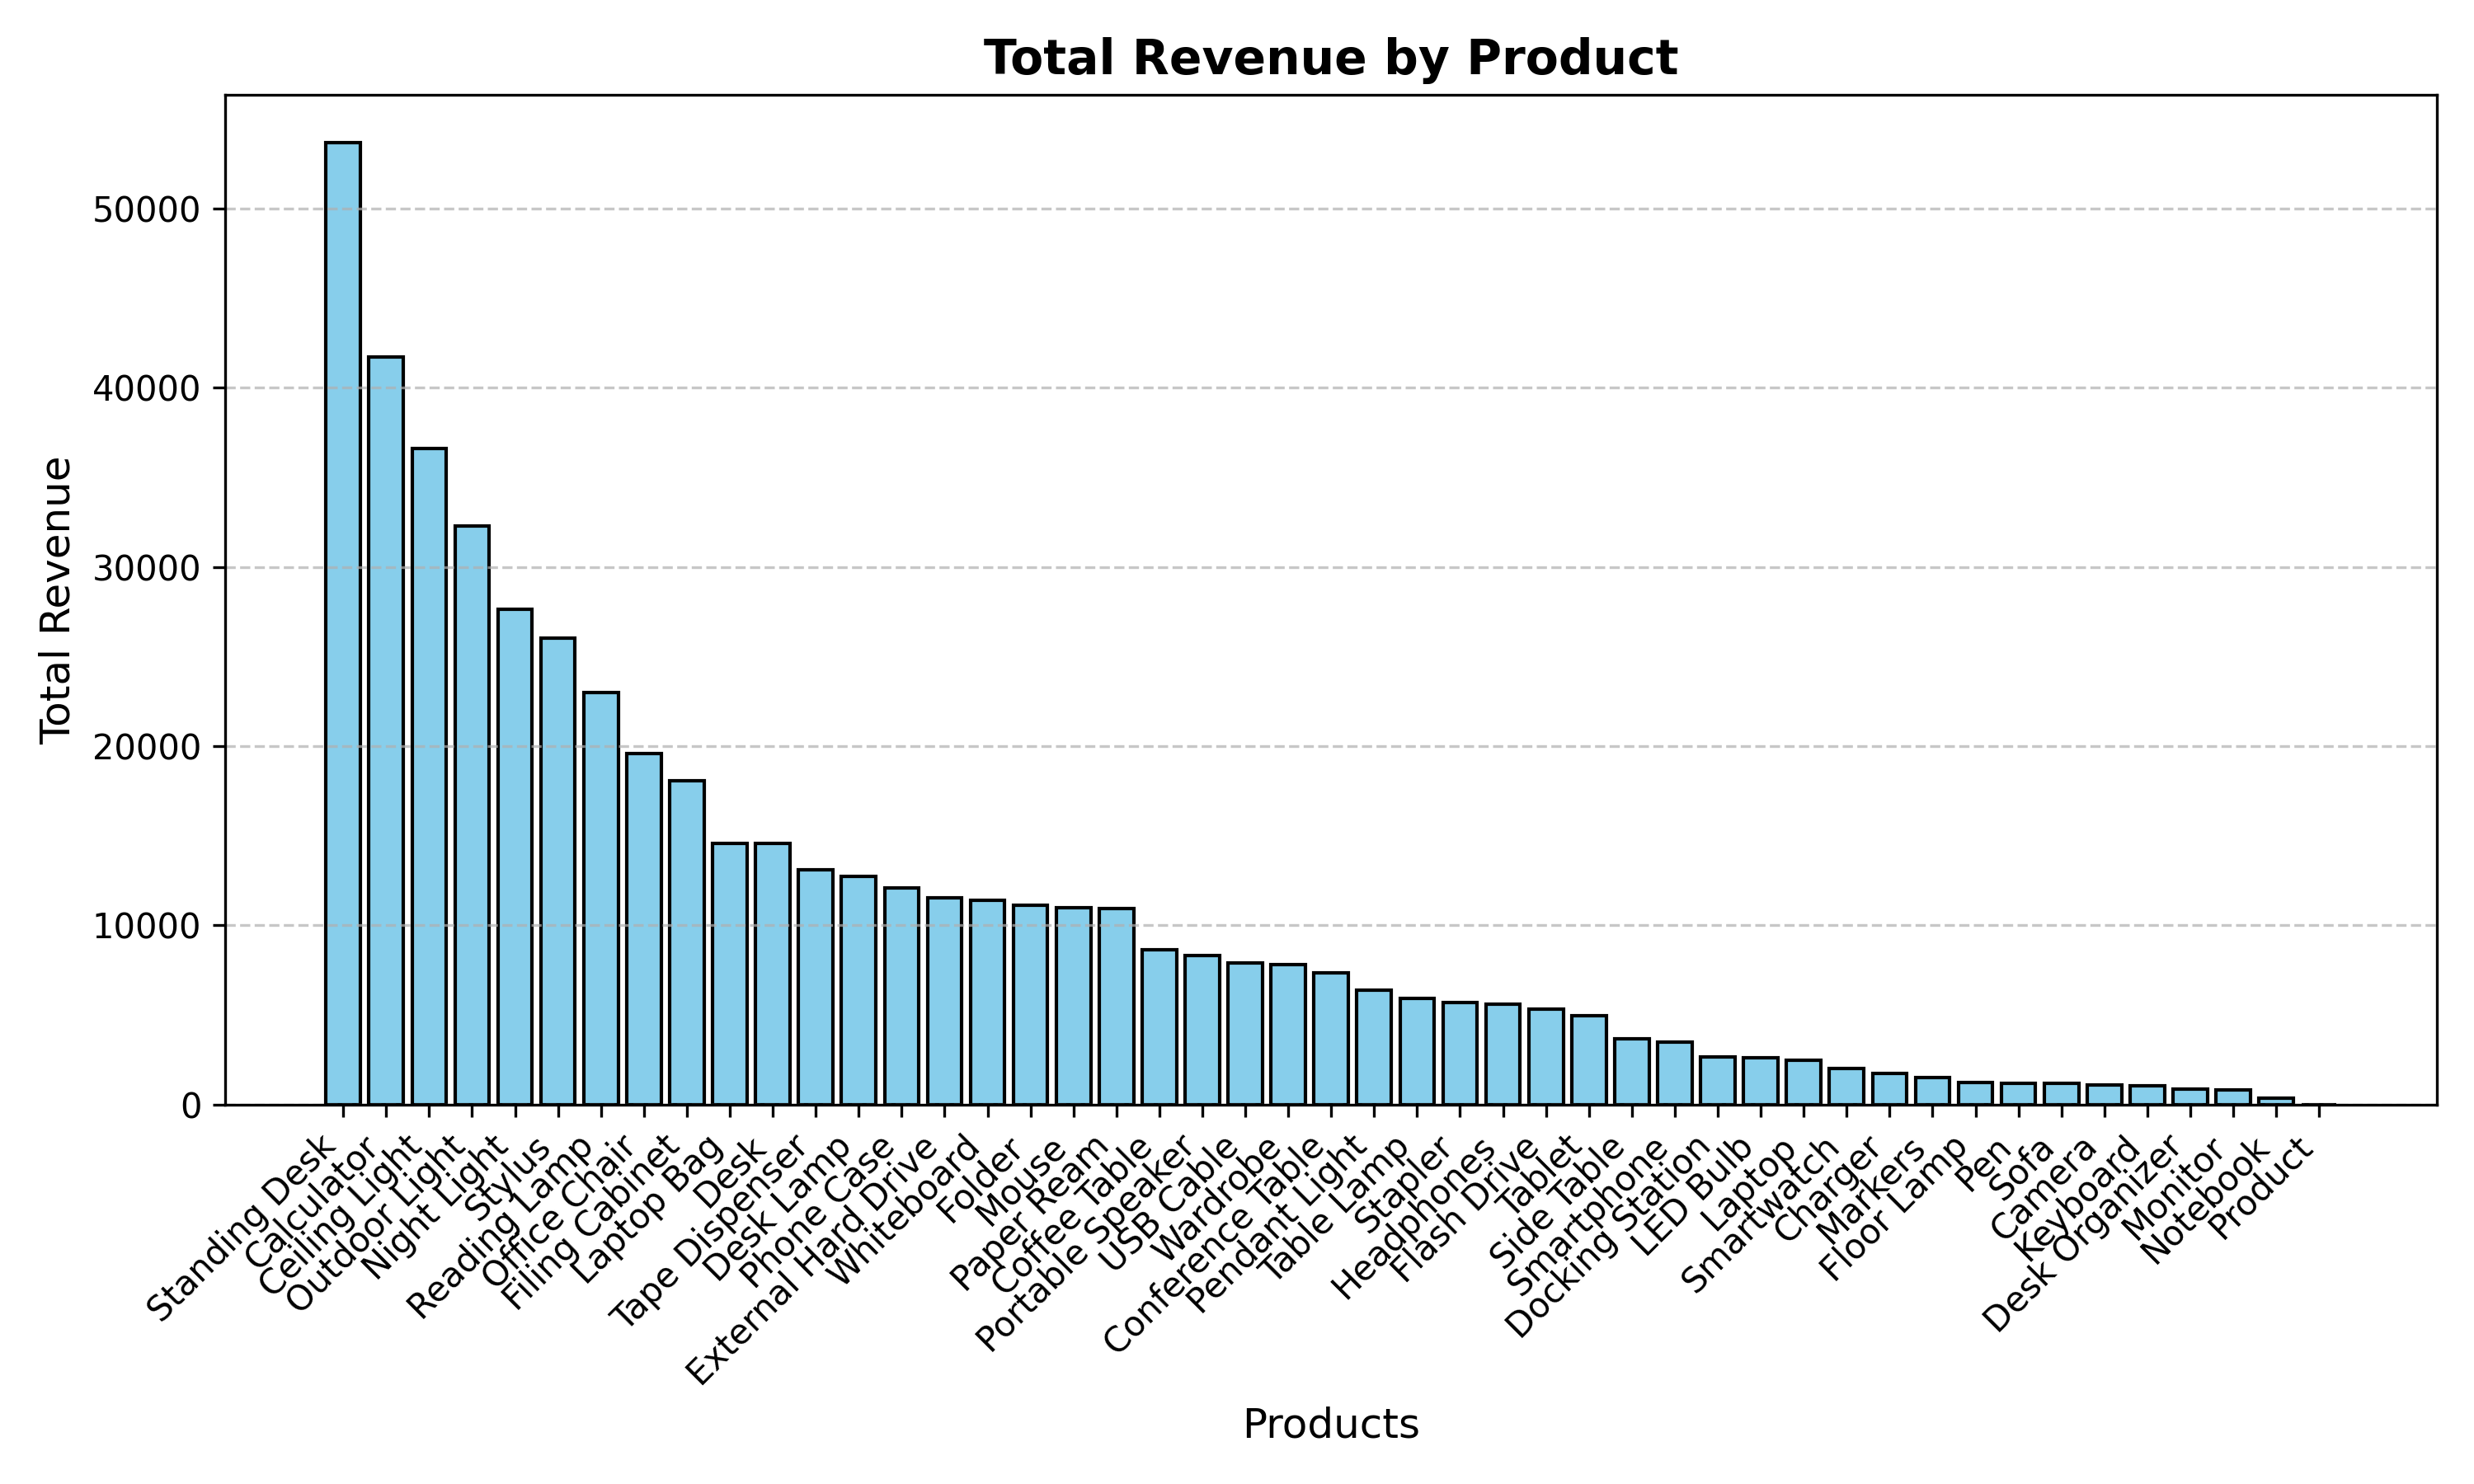 Total Revenue by Product
Total Revenue
50000
40000
30000
20000
10000
0
Standing Desk
Calculator
Ceiling Light
Outdoor Light
Night Light
Stylus
Reading Lamp
Office Chair
Filing Cabinet
Laptop Bag
Desk
Tape Dispenser
Desk Lamp
Phone Case
External Hard Drive
Whiteboard
Folder
Mouse
Paper Ream
Coffee Table
Portable Speaker
USB Cable
Wardrobe
Conference Table
Pendant Light
Table Lamp
Stapler
Headphones
Flash Drive
Tablet
Side Table
Smartphone
Docking Station
LED Bulb
Laptop
Smartwatch
Charger
Markers
Floor Lamp
Pen
Sofa
Camera
Keyboard
Desk Organizer
Monitor
Notebook
Product
Products